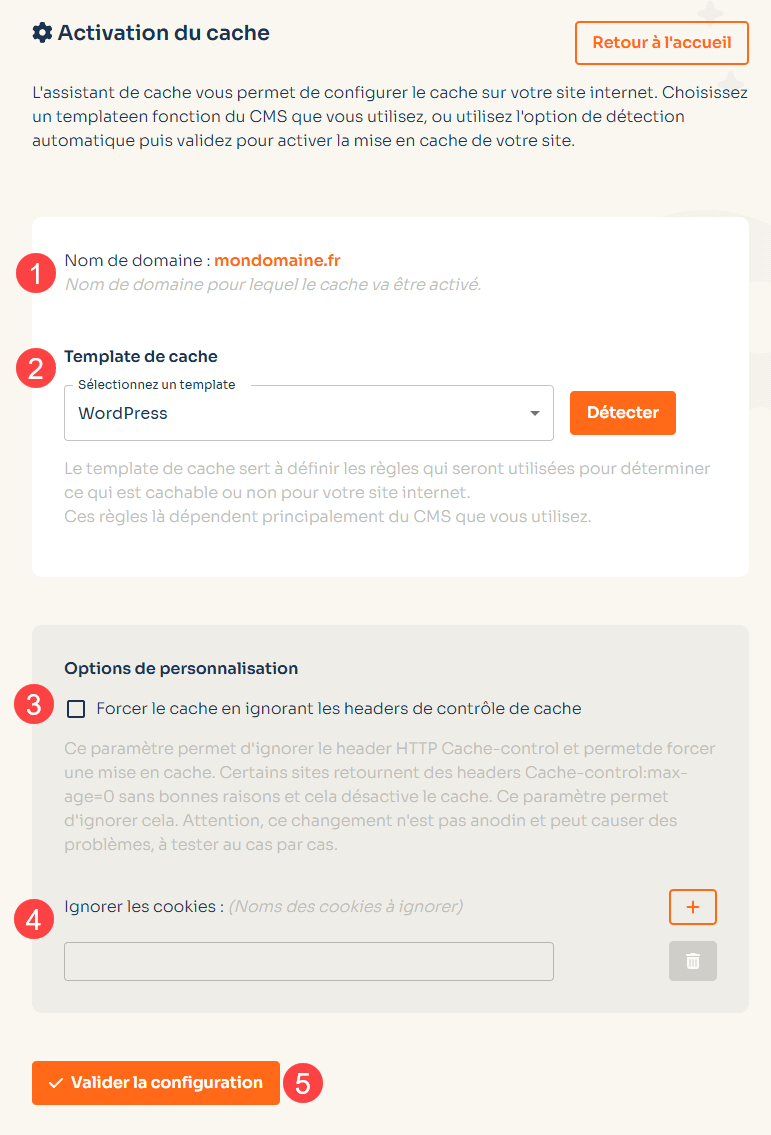 Activation du cache
Retour à l'accueil
L'assistant de cache vous permet de configurer le cache sur votre site internet. Choisissez
un templateen fonction du CMS que vous utilisez, ou utilisez l'option de détection
automatique puis validez pour activer la mise en cache de votre site.
1
Nom de domaine : mondomaine.fr
Nom de domaine pour lequel le cache va être activé.
2
Template de cache
Sélectionnez un template
WordPress
Détecter
Le template de cache sert à définir les règles qui seront utilisées pour déterminer
ce qui est cachable ou non pour votre site internet.
Ces règles là dépendent principalement du CMS que vous utilisez.
Options de personnalisation
3
Forcer le cache en ignorant les headers de contrôle de cache
Ce paramètre permet d'ignorer le header HTTP Cache-control et permetde forcer
une mise en cache. Certains sites retournent des headers Cache-control:max-
age=0 sans bonnes raisons et cela désactive le cache. Ce paramètre permet
d'ignorer cela. Attention, ce changement n'est pas anodin et peut causer des
problèmes, à tester au cas par cas.
4
Ignorer les cookies : (Noms des cookies à ignorer)
+
Valider la configuration
5